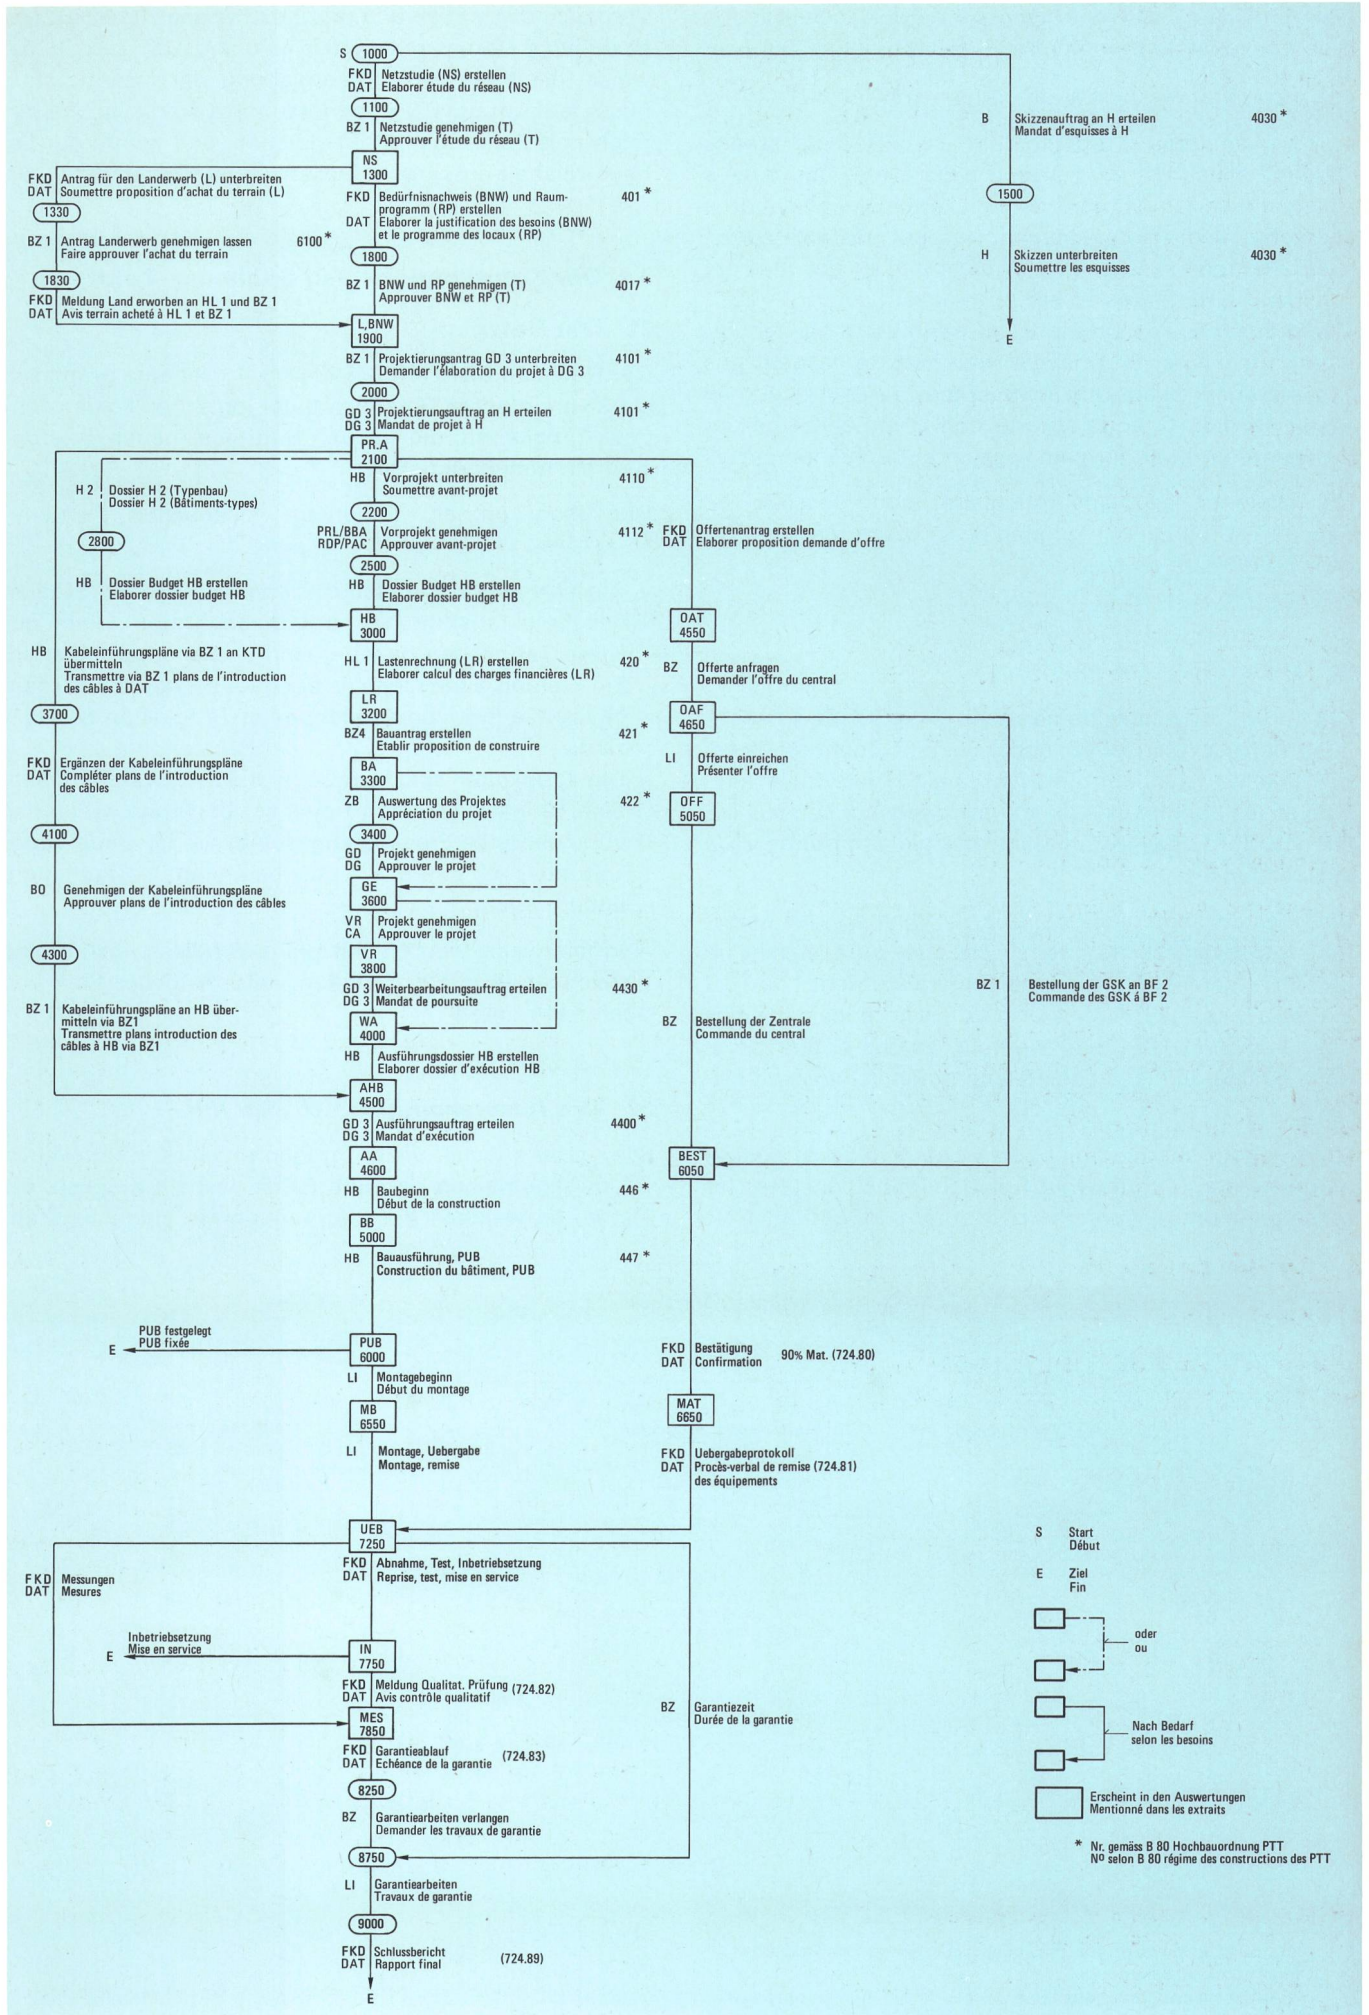 S 1000
FKD Netzstudie (NS) erstellen
DAT Elaborer étude du réseau (NS)
1100
BZ 1 Netzstudie genehmigen (T)
Approuver l'étude du réseau (T)
NS
1300
B Skizzenauftrag an H erteilen 4030 *
Mandat d'esquisses à H
1500
H Skizzen unterbreiten 4030 *
Soumettre les esquisses
E
FKD Antrag für den Landerwerb (L) unterbreiten
DAT Soumettre proposition d'achat du terrain (L)
1330
BZ 1 Antrag Landerwerb genehmigen lassen 6100 *
Faire approuver l'achat du terrain
1830
FKD Meldung Land erworben an HL 1 und BZ 1
DAT Avis terrain acheté à HL 1 et BZ 1
FKD Bedürfnisnachweis (BNW) und Raum- 401 *
programm (RP) erstellen
DAT Elaborer la justification des besoins (BNW)
et le programme des locaux (RP)
1800
BZ 1 BNW und RP genehmigen (T) 4017 *
Approuver BNW et RP (T)
L,BNW
1900
BZ 1 Projektierungsantrag GD 3 unterbreiten 4101 *
Demander l'élaboration du projet à DG 3
2000
GD 3 Projektierungsauftrag an H erteilen 4101 *
DG 3 Mandat de projet à H
PR.A
2100
H 2 Dossier H 2 (Typenbau)
Dossier H 2 (Bâtiments-types)
2800
HB Dossier Budget HB erstellen
Elaborer dossier budget HB
HB Vorprojekt unterbreiten 4110 *
Soumettre avant-projet
2200
PRL/BBA Vorprojekt genehmigen 4112 *
RDP/PAC Approuver avant-projet
2500
HB Dossier Budget HB erstellen
Elaborer dossier budget HB
HB
3000
HL 1 Lastenrechnung (LR) erstellen 420 *
Elaborer calcul des charges financières (LR)
LR
3200
BZ4 Bauantrag erstellen 421 *
Etablir proposition de construire
BA
3300
ZB Auswertung des Projektes 422 *
Appréciation du projet
3400
GD Projekt genehmigen
DG Approuver le projet
GE
3600
VR Projekt genehmigen
CA Approuver le projet
VR
3800
GD 3 Weiterbearbeitungsauftrag erteilen 4430 *
DG 3 Mandat de poursuite
WA
4000
HB Ausführungsdossier HB erstellen
Elaborer dossier d'exécution HB
AHB
4500
GD 3 Ausführungsauftrag erteilen 4400 *
DG 3 Mandat d'exécution
AA
4600
HB Baubeginn 446 *
Début de la construction
BB
5000
HB Bauausführung, PUB 447 *
Construction du bâtiment, PUB
HB Kabeleinführungspläne via BZ 1 an KTD
übermitteln
Transmettre via BZ 1 plans de l'introduction
des câbles à DAT
3700
FKD Ergänzen der Kabeleinführungspläne
DAT Compléter plans de l'introduction
des câbles
4100
BO Genehmigen der Kabeleinführungspläne
Approuver plans de l'introduction des câbles
4300
BZ 1 Kabeleinführungspläne an HB über-
mitteln via BZ1
Transmettre plans introduction des
câbles à HB via BZ1
FKD Offertenantrag erstellen
DAT Elaborer proposition demande d'offre
OAT
4550
BZ Offerte anfragen
Demander l'offre du central
OAF
4650
LI Offerte einreichen
Présenter l'offre
OFF
5050
BZ Bestellung der Zentrale
Commande du central
BZ 1 Bestellung der GSK an BF 2
Commande des GSK á BF 2
BEST
6050
FKD Bestätigung
DAT Confirmation 90% Mat. (724.80)
MAT
6650
FKD Uebergabeprotokoll
DAT Procès-verbal de remise (724.81)
des équipements
PUB festgelegt
PUB fixée
E
PUB
6000
LI Montagebeginn
Début du montage
MB
6550
LI Montage, Uebergabe
Montage, remise
UEB
7250
FKD Abnahme, Test, Inbetriebsetzung
DAT Reprise, test, mise en service
FKD Messungen
DAT Mesures
Inbetriebsetzung
Mise en service
E
IN
7750
FKD Meldung Qualitat. Prüfung (724.82)
DAT Avis contrôle qualitatif
MES
7850
FKD Garantieablauf (724.83)
DAT Echéance de la garantie
8250
BZ Garantiearbeiten verlangen
Demander les travaux de garantie
BZ Garantiezeit
Durée de la garantie
8750
LI Garantiearbeiten
Travaux de garantie
9000
FKD Schlussbericht (724.89)
DAT Rapport final
E
S Start
Début
E Ziel
Fin
oder
ou
Nach Bedarf
selon les besoins
Erscheint in den Auswertungen
Mentionné dans les extraits
* Nr. gemäss B 80 Hochbauordnung PTT
Nº selon B 80 régime des constructions des PTT